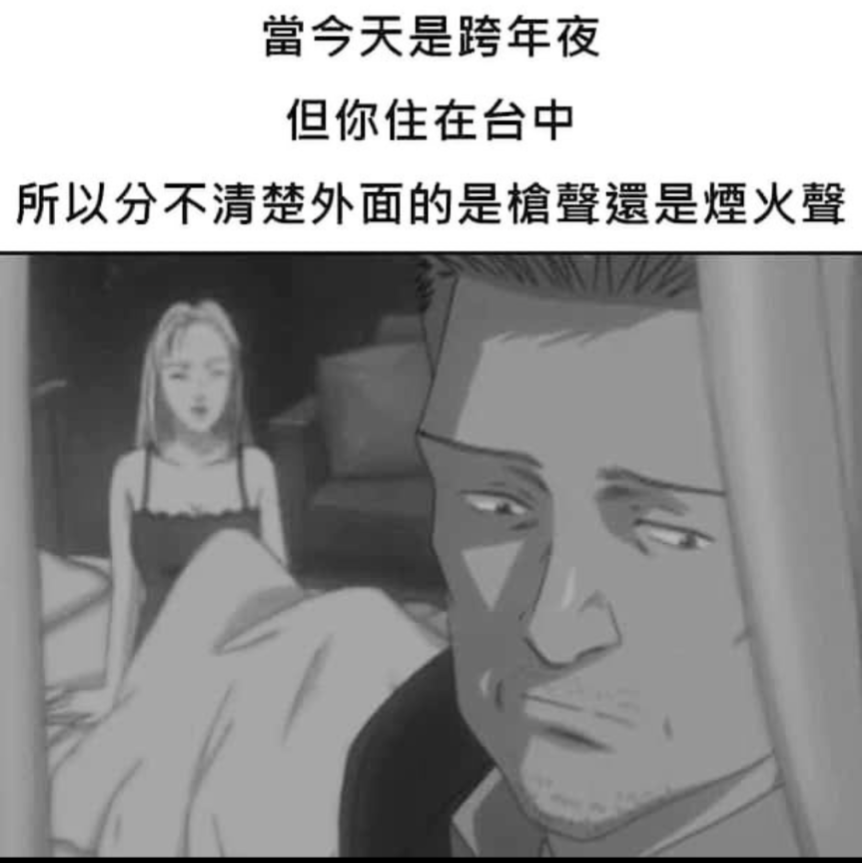 當今天是跨年夜
但你住在台中
所以分不清楚外面的是槍聲還是煙火聲